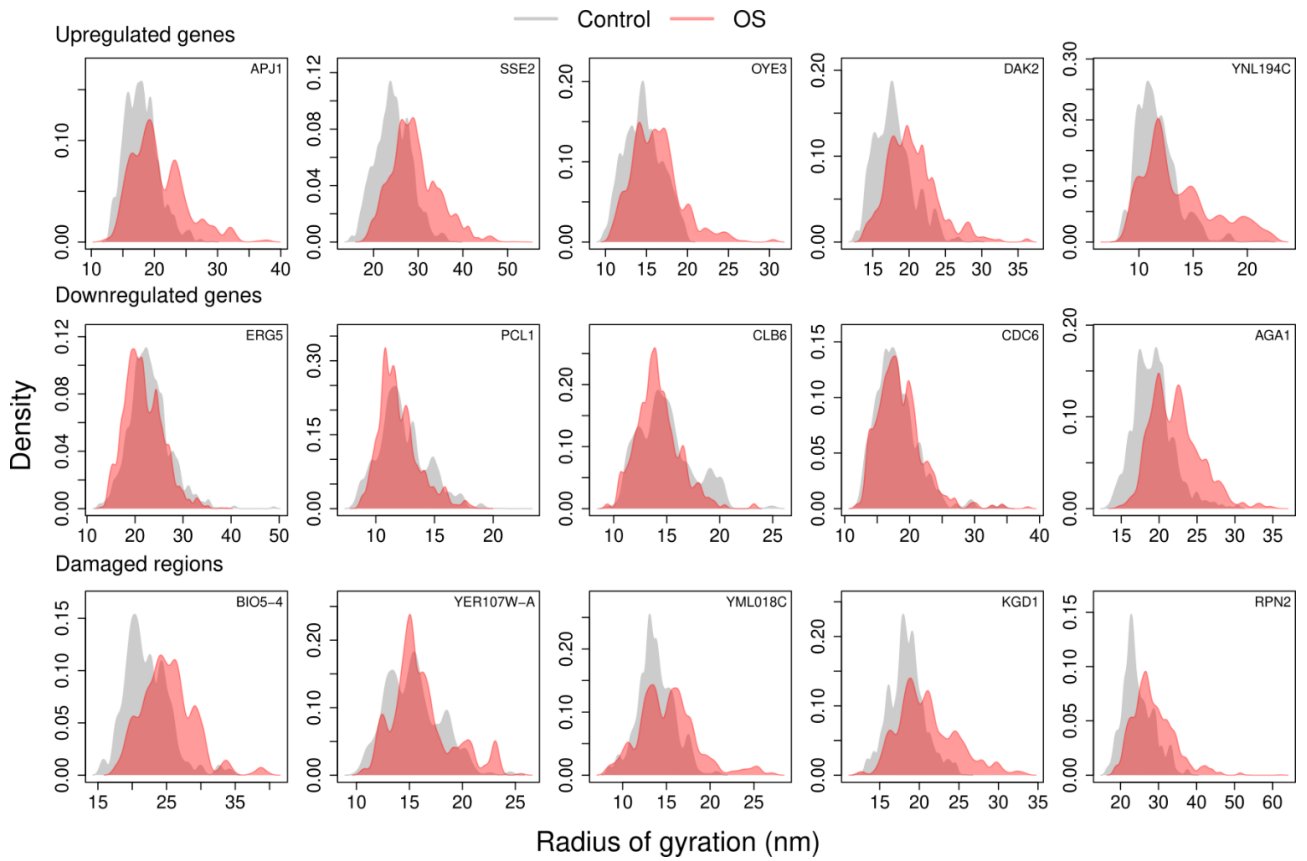 Control OS
Upregulated genes
APJ1 SSE2 OYE3 DAK2 YNL194C
0.00 0.10
10 15 20 25 30 35 40
0.00 0.04 0.08 0.12
20 30 40 50
0.00 0.10 0.20
10 15 20 25 30
0.00 0.10 0.20
15 20 25 30 35
0.00 0.10 0.20 0.30
10 15 20
Downregulated genes
ERG5 PCL1 CLB6 CDC6 AGA1
0.00 0.04 0.08 0.12
10 20 30 40 50
0.00 0.15 0.30
10 15 20
0.00 0.10 0.20
10 15 20 25
0.00 0.05 0.10 0.15
10 15 20 25 30 35 40
0.00 0.10 0.20
15 20 25 30 35
Damaged regions
BIO5−4 YER107W−A YML018C KGD1 RPN2
0.00 0.05 0.10 0.15
15 25 35
0.00 0.10 0.20
10 15 20 25
0.00 0.10 0.20
10 15 20 25
0.00 0.10 0.20
10 15 20 25 30 35
0.00 0.05 0.10 0.15
20 30 40 50 60
Density
Radius of gyration (nm)